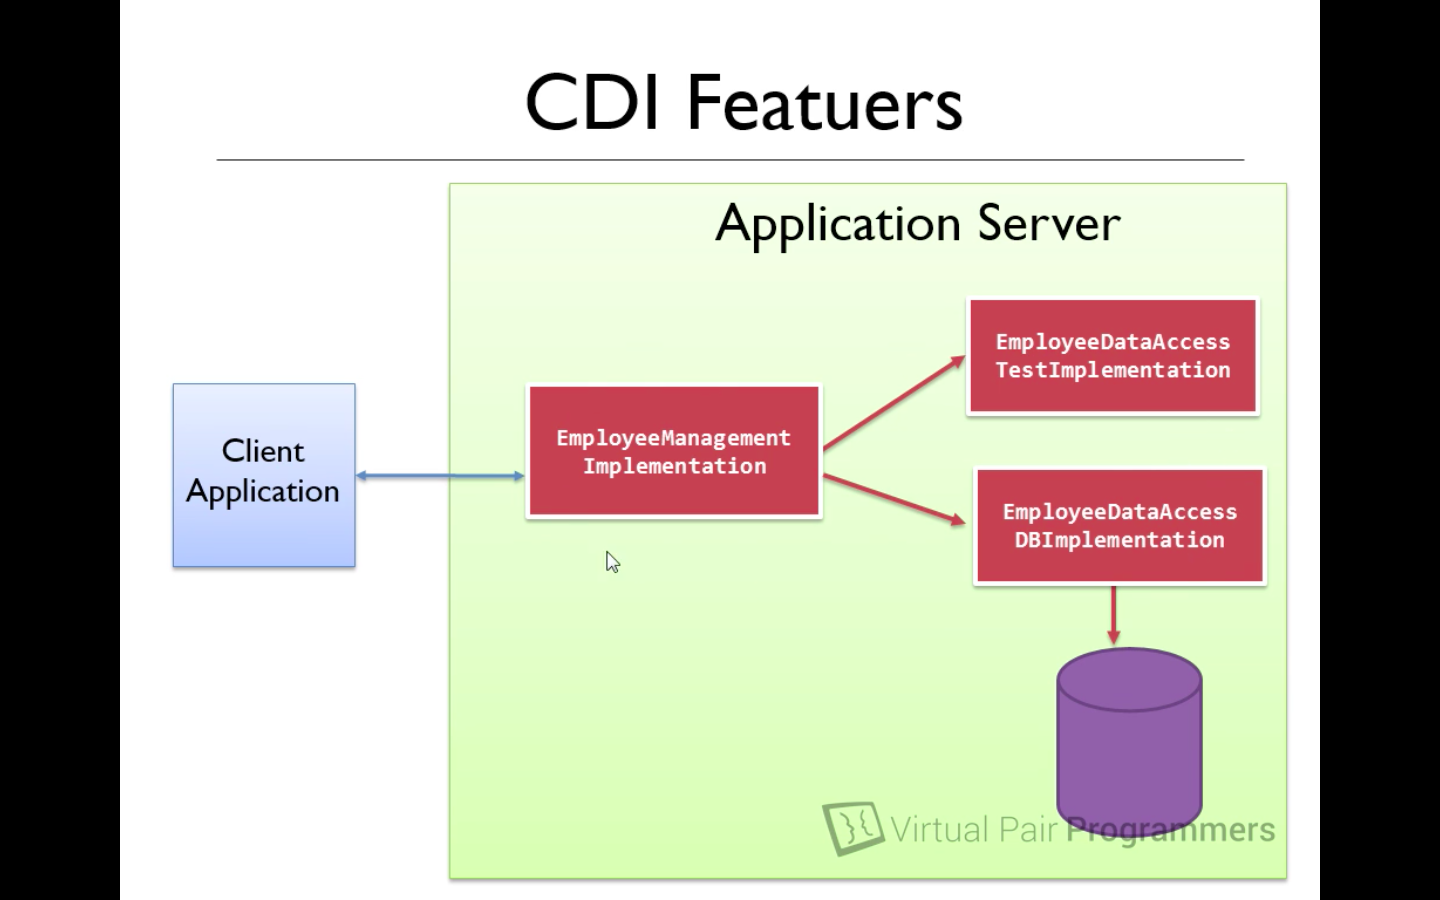 CDI Featuers
Application Server
EmployeeDataAccess
TestImplementation
Client
Application
EmployeeManagement
Implementation
EmployeeDataAccess
DBImplementation
Virtual Pair Programmers